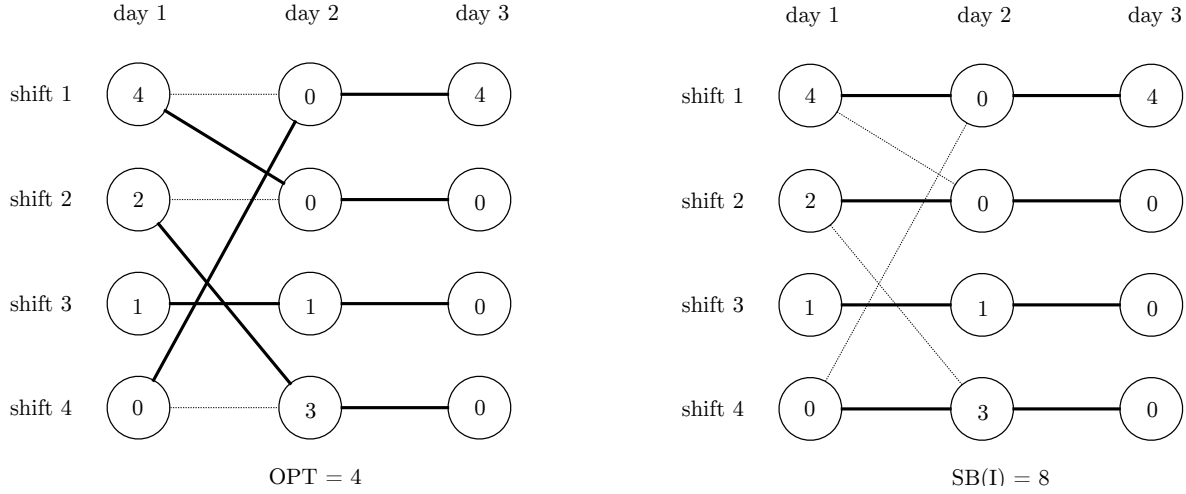 day 1 day 2 day 3
shift 1 4 0 4
shift 2 2 0 0
shift 3 1 1 0
shift 4 0 3 0
OPT = 4
day 1 day 2 day 3
shift 1 4 0 4
shift 2 2 0 0
shift 3 1 1 0
shift 4 0 3 0
SB(I) = 8